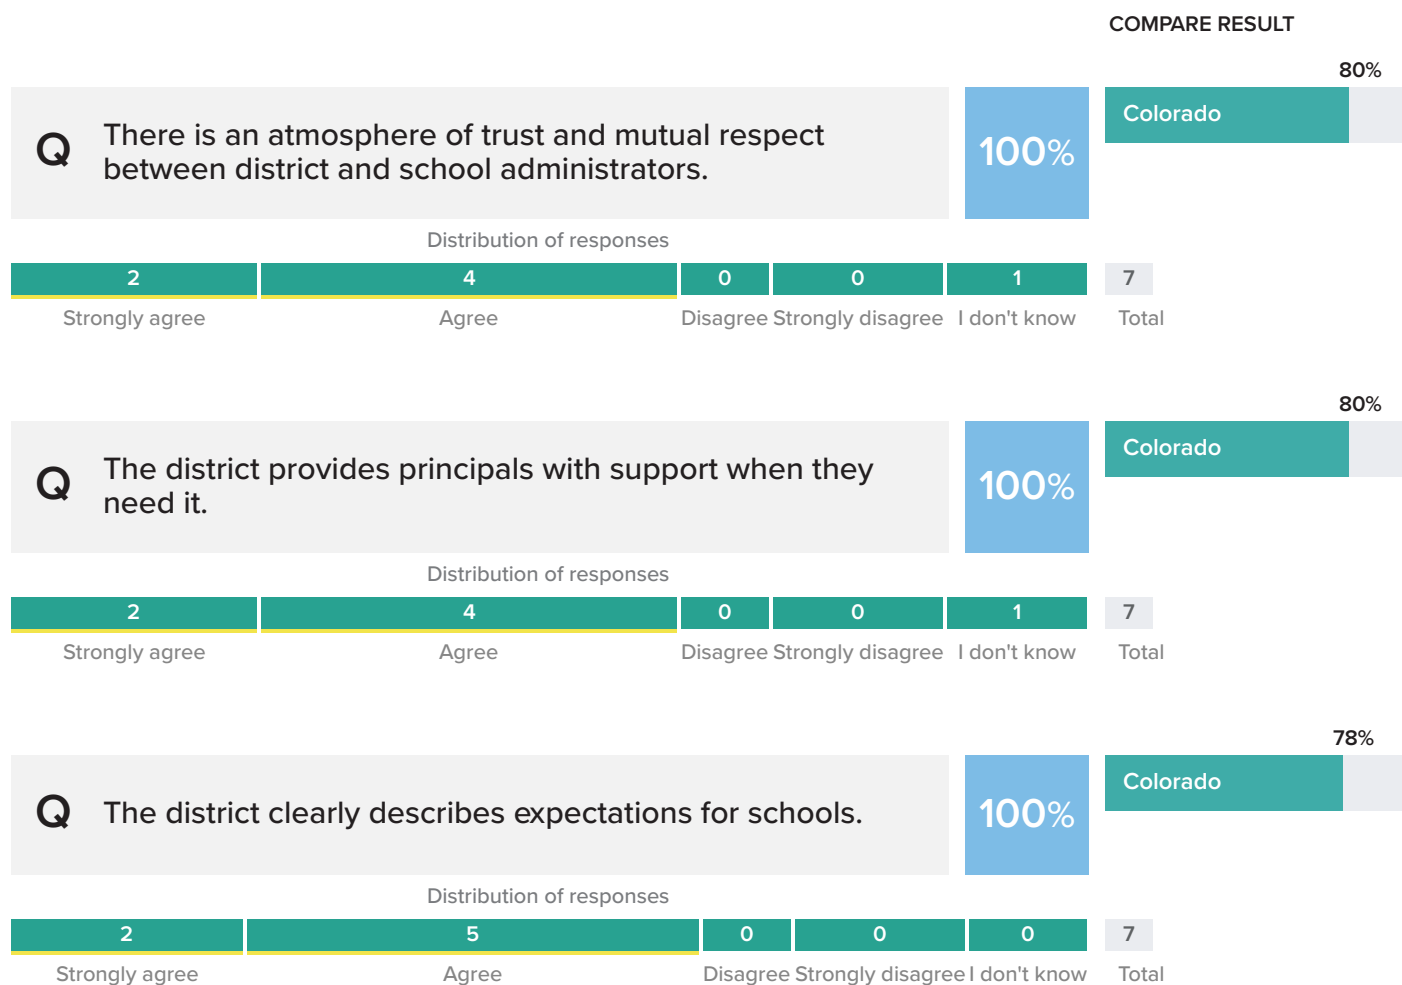 COMPARE RESULT
80%
Q There is an atmosphere of trust and mutual respect
between district and school administrators.
100%
Colorado
Distribution of responses
2 4 0 0 1 7
Strongly agree Agree Disagree Strongly disagree I don't know Total
80%
Q The district provides principals with support when they
need it.
100%
Colorado
Distribution of responses
2 4 0 0 1 7
Strongly agree Agree Disagree Strongly disagree I don't know Total
78%
Q The district clearly describes expectations for schools.
100%
Colorado
Distribution of responses
2 5 0 0 0 7
Strongly agree Agree Disagree Strongly disagree I don't know Total